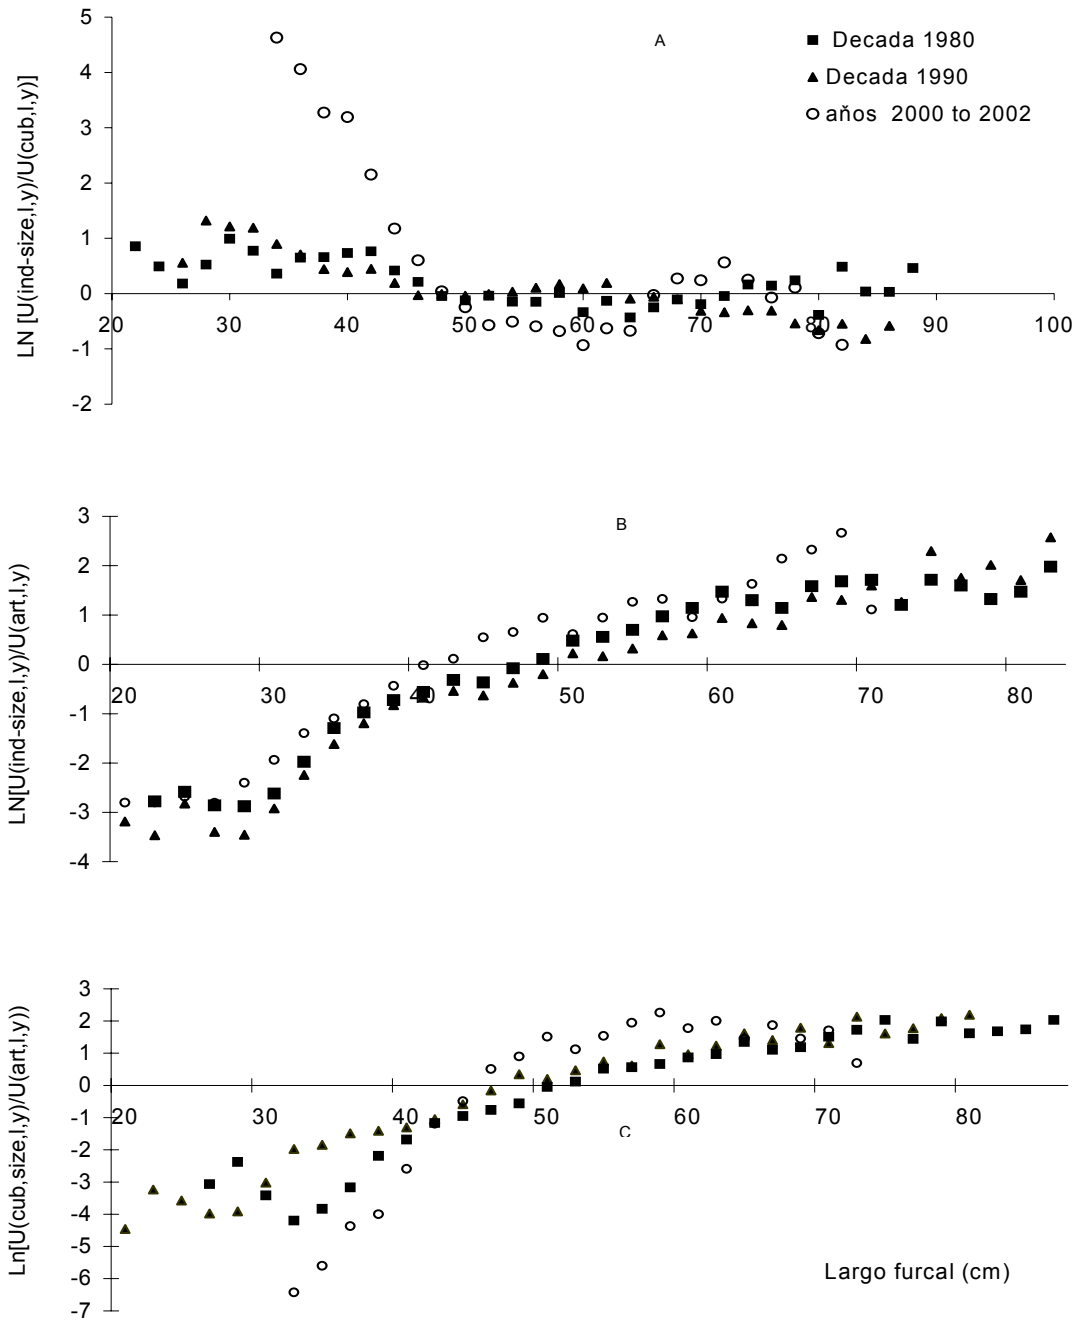 5
4
3
2
1
0
-1
-2
20 30 40 50 60 70 80 90 100
LN [U(ind-size,l,y)/U(cub,l,y)]
A
Decada 1980
Decada 1990
aňos 2000 to 2002
3
2
1
0
-1
-2
-3
-4
20 30 40 50 60 70 80
LN[U(ind-size,l,y)/U(art,l,y)
B
3
2
1
0
-1
-2
-3
-4
-5
-6
-7
20 30 40 50 60 70 80
Ln[U(cub,size,l,y)/U(art,l,y))
C
Largo furcal (cm)